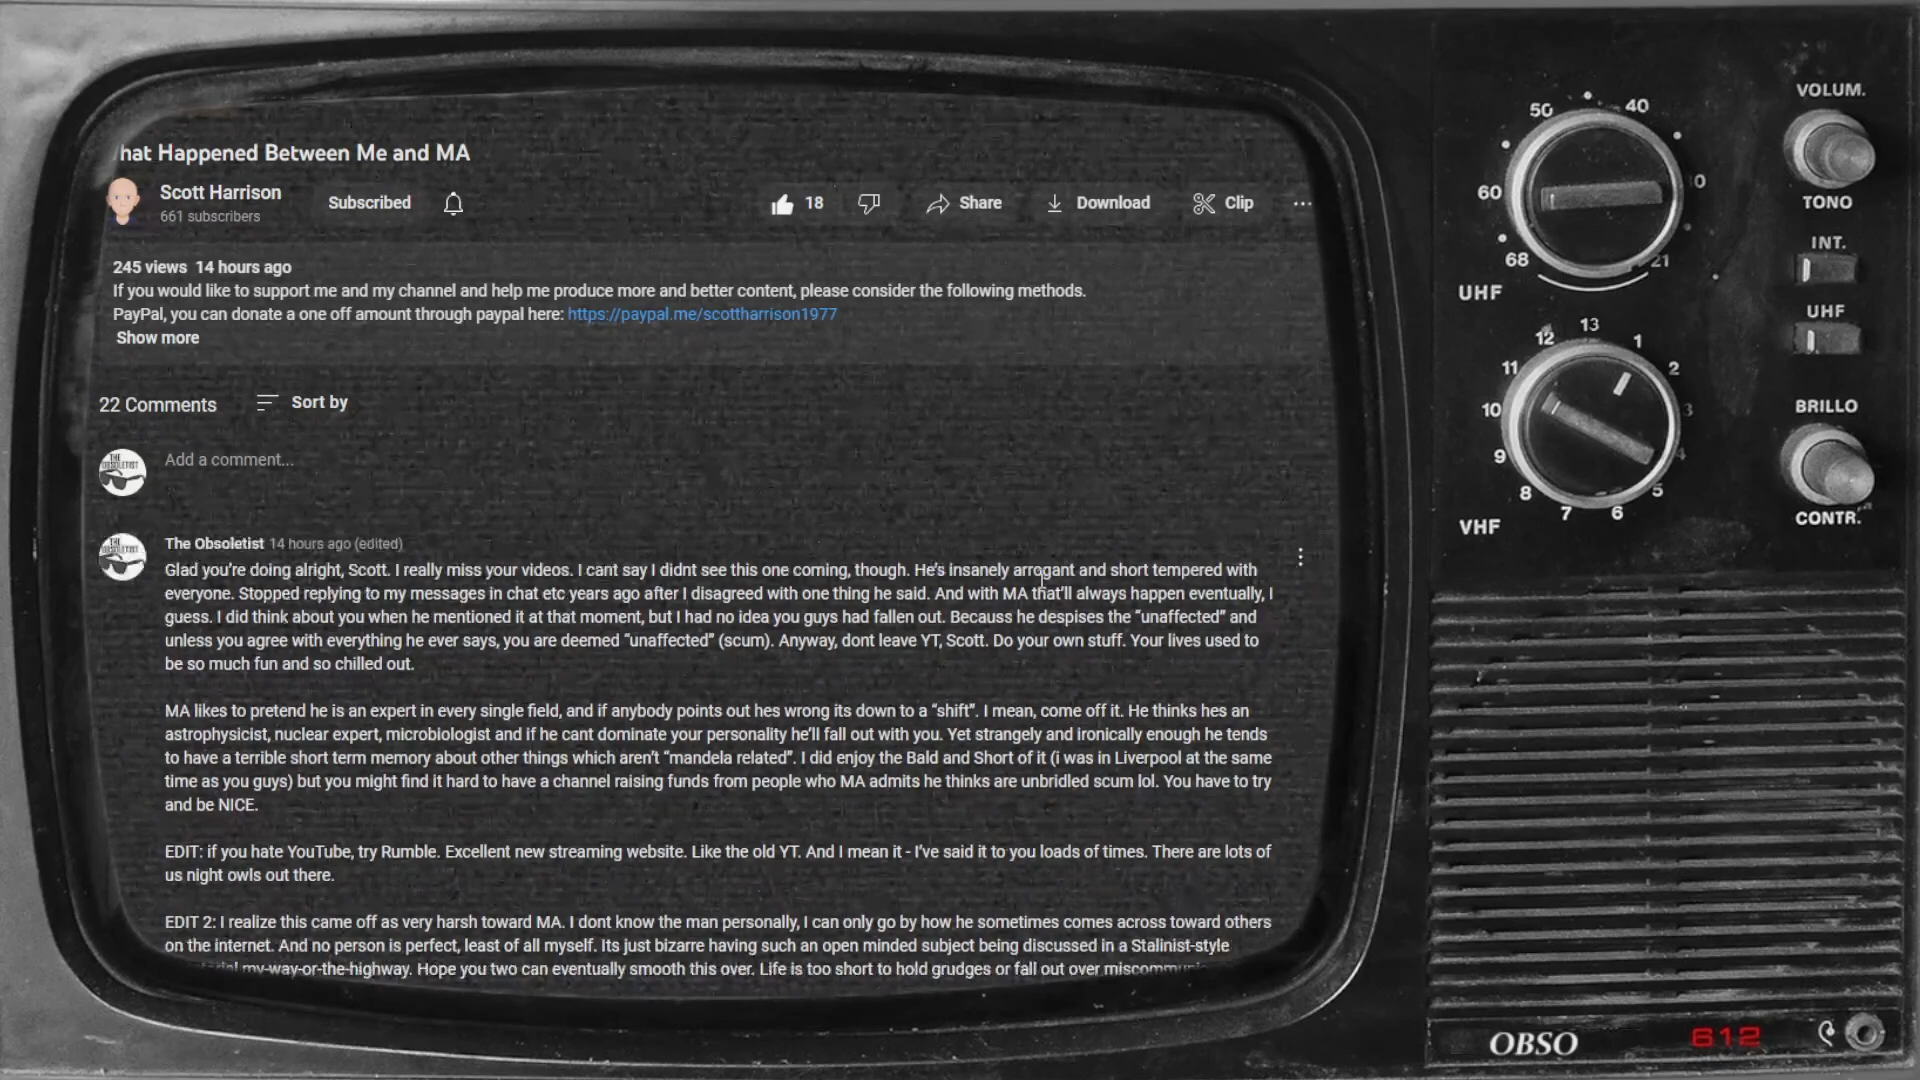 hat Happened Between Me and MA
Scott Harrison
661 subscribers
Subscribed
18
Share
Download
Clip
245 views 14 hours ago
If you would like to support me and my channel and help me produce more and better content, please consider the following methods.
PayPal, you can donate a one off amount through paypal here: https://paypal.me/scottharrison1977
Show more
22 Comments
Sort by
THE OBSOLETIST
Add a comment...
The Obsoletist 14 hours ago (edited)
Glad you're doing alright, Scott. I really miss your videos. I cant say I didnt see this one coming, though. He's insanely arrogant and short tempered with
everyone. Stopped replying to my messages in chat etc years ago after I disagreed with one thing he said. And with MA that'll always happen eventually, I
guess. I did think about you when he mentioned it at that moment, but I had no idea you guys had fallen out. Becauss he despises the "unaffected" and
unless you agree with everything he ever says, you are deemed "unaffected" (scum). Anyway, dont leave YT, Scott. Do your own stuff. Your lives used to
be so much fun and so chilled out.
MA likes to pretend he is an expert in every single field, and if anybody points out hes wrong its down to a "shift". I mean, come off it. He thinks hes an
astrophysicist, nuclear expert, microbiologist and if he cant dominate your personality he'll fall out with you. Yet strangely and ironically enough he tends
to have a terrible short term memory about other things which aren't "mandela related". I did enjoy the Bald and Short of it (i was in Liverpool at the same
time as you guys) but you might find it hard to have a channel raising funds from people who MA admits he thinks are unbridled scum lol. You have to try
and be NICE.
EDIT: if you hate YouTube, try Rumble. Excellent new streaming website. Like the old YT. And I mean it - I've said it to you loads of times. There are lots of
us night owls out there.
EDIT 2: I realize this came off as very harsh toward MA. I dont know the man personally, I can only go by how he sometimes comes across toward others
on the internet. And no person is perfect, least of all myself. Its just bizarre having such an open minded subject being discussed in a Stalinist-style
my-way-or-the-highway. Hope you two can eventually smooth this over. Life is too short to hold grudges or fall out over
50
40
60
0
68
21
UHF
13
12
1
11
2
10
3
9
4
8
5
7
6
VHF
VOLUM.
TONO
INT.
UHF
BRILLO
CONTR.
OBSO
612